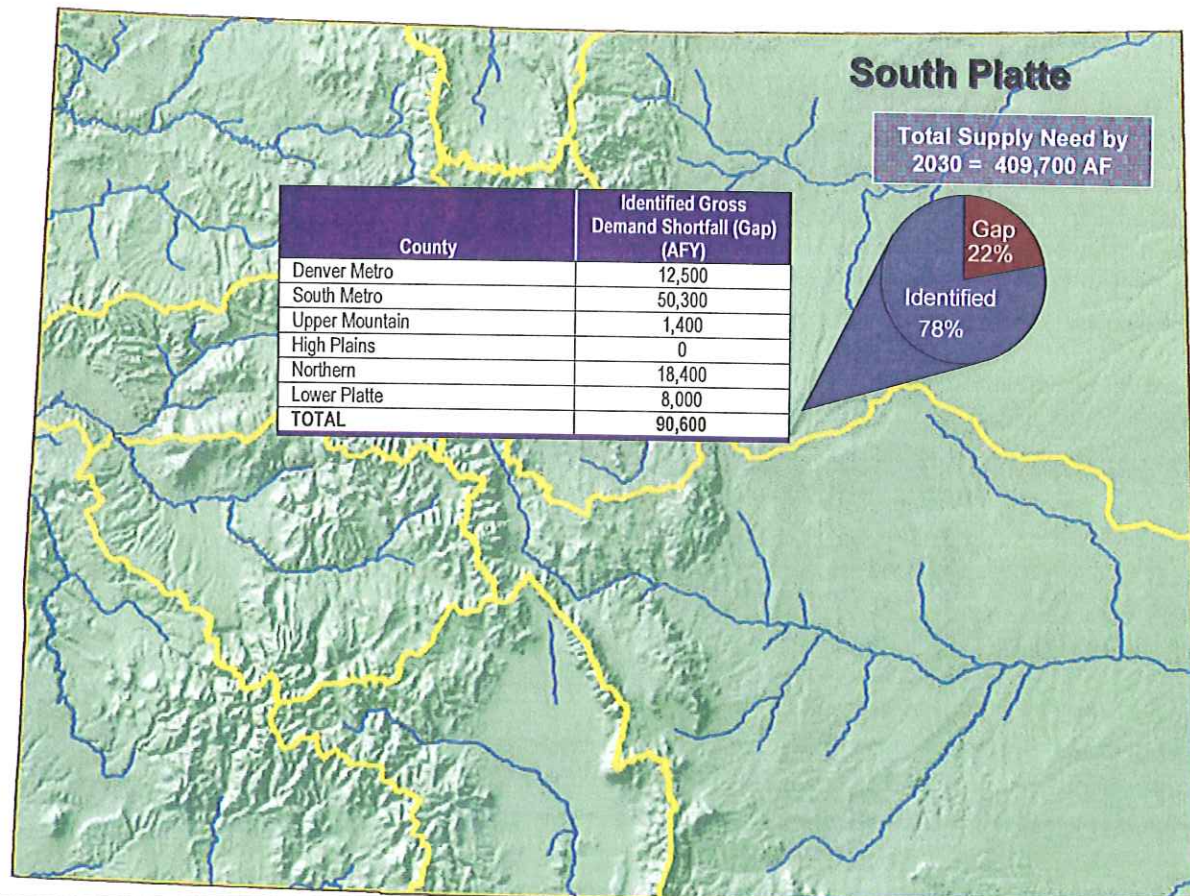 South Platte
Total Supply Need by
2030 = 409,700 AF
Gap
22%
Identified
78%
County
Identified Gross
Demand Shortfall (Gap)
(AFY)
Denver Metro 12,500
South Metro 50,300
Upper Mountain 1,400
High Plains 0
Northern 18,400
Lower Platte 8,000
TOTAL 90,600